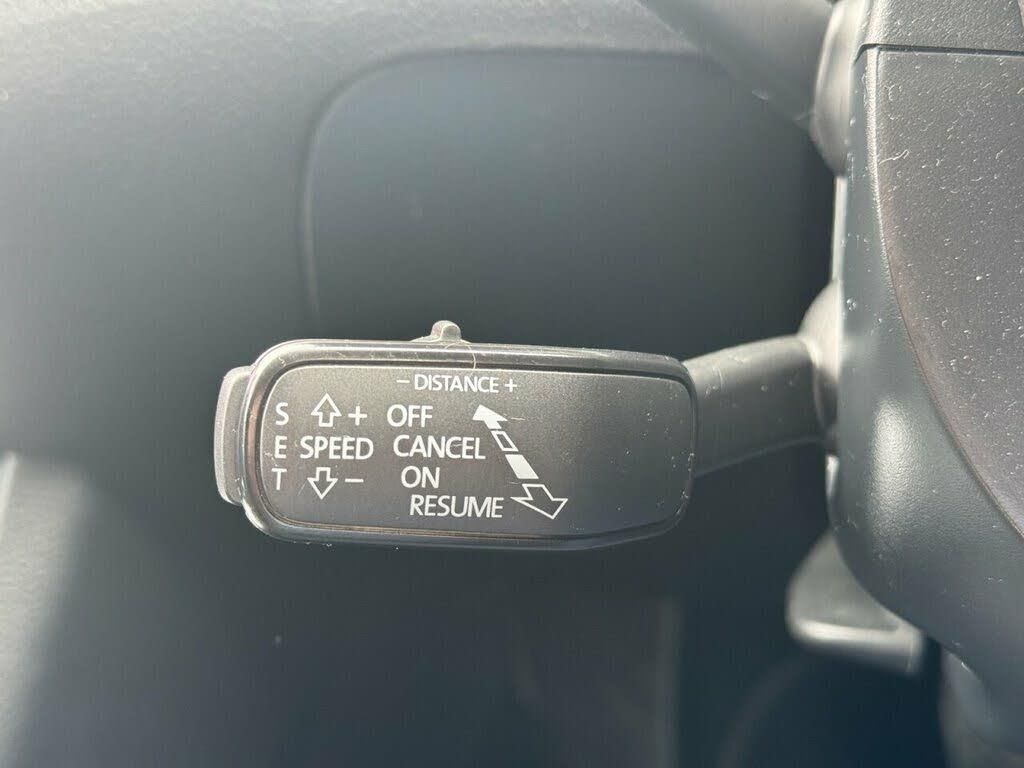 - DISTANCE +
S + OFF
E SPEED CANCEL
T - ON
RESUME